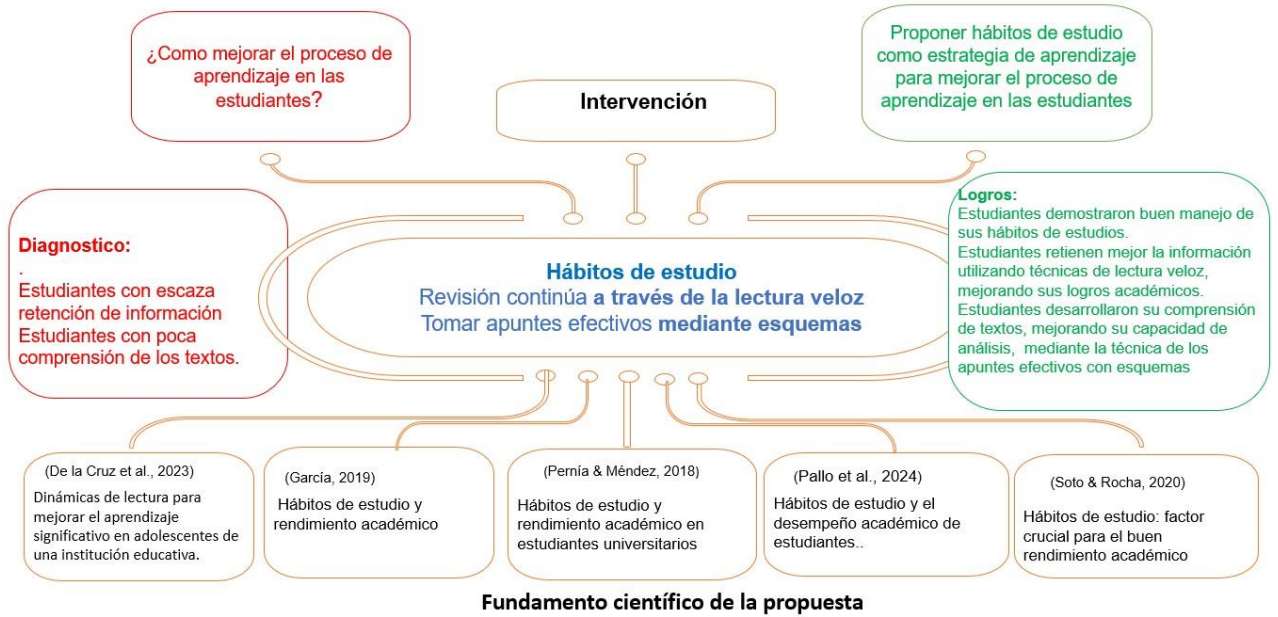 ¿Como mejorar el proceso de
aprendizaje en las
estudiantes?
Intervención
Proponer hábitos de estudio
como estrategia de aprendizaje
para mejorar el proceso de
aprendizaje en las estudiantes
Diagnostico:
.
Estudiantes con escaza
retención de información
Estudiantes con poca
comprensión de los textos.
Hábitos de estudio
Revisión continúa a través de la lectura veloz
Tomar apuntes efectivos mediante esquemas
Logros:
Estudiantes demostraron buen manejo de
sus hábitos de estudios.
Estudiantes retienen mejor la información
utilizando técnicas de lectura veloz,
mejorando sus logros académicos.
Estudiantes desarrollaron su comprensión
de textos, mejorando su capacidad de
análisis, mediante la técnica de los
apuntes efectivos con esquemas
(De la Cruz et al., 2023)
Dinámicas de lectura para
mejorar el aprendizaje
significativo en adolescentes de
una institución educativa.
(García, 2019)
Hábitos de estudio y
rendimiento académico
(Pernía & Méndez, 2018)
Hábitos de estudio y
rendimiento académico en
estudiantes universitarios
(Pallo et al., 2024)
Hábitos de estudio y el
desempeño académico de
estudiantes..
(Soto & Rocha, 2020)
Hábitos de estudio: factor
crucial para el buen
rendimiento académico
Fundamento científico de la propuesta